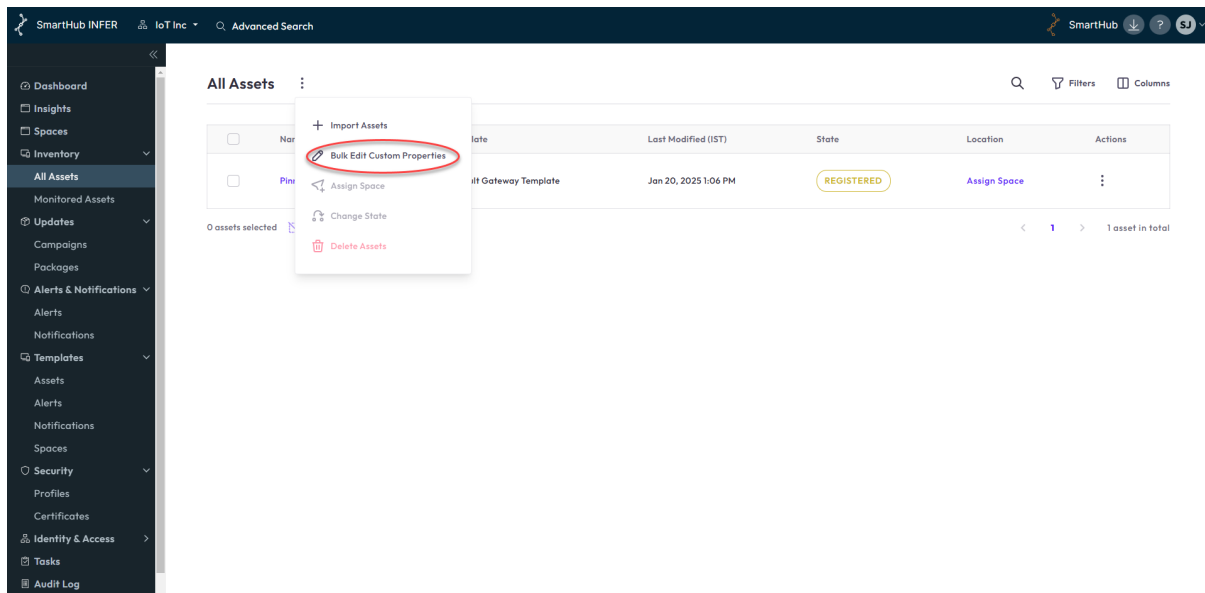 SmartHub INFER IoT Inc Advanced Search SmartHub ? SJ
Dashboard
Insights
Spaces
Inventory
All Assets
Monitored Assets
Updates
Campaigns
Packages
Alerts & Notifications
Alerts
Notifications
Templates
Assets
Alerts
Notifications
Spaces
Security
Profiles
Certificates
Identity & Access
Tasks
Audit Log
All Assets Filters Columns
Import Assets
Bulk Edit Custom Properties
Assign Space
Change State
Delete Assets
Last Modified (IST) State Location Actions
Gateway Template Jan 20, 2025 1:06 PM REGISTERED Assign Space
0 assets selected 1 1 asset in total